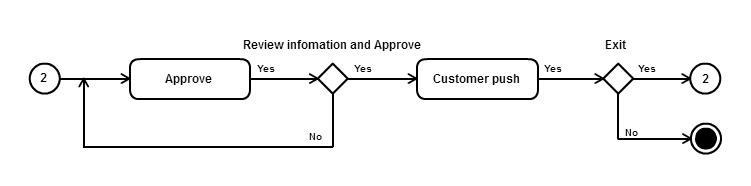 Review infomation and Approve
Exit
2
Approve
Yes
Yes
Customer push
Yes
Yes
2
No
No